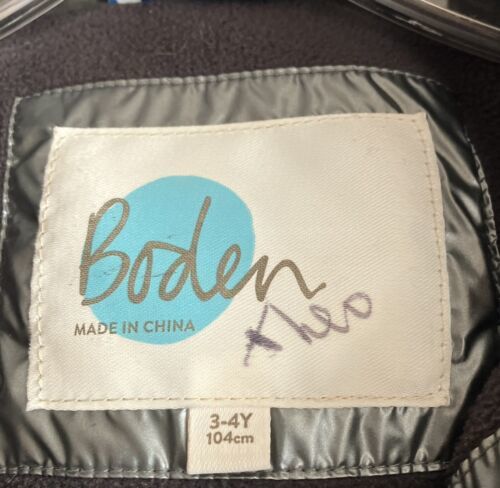 Boden
MADE IN CHINA
theo
3-4Y
104cm